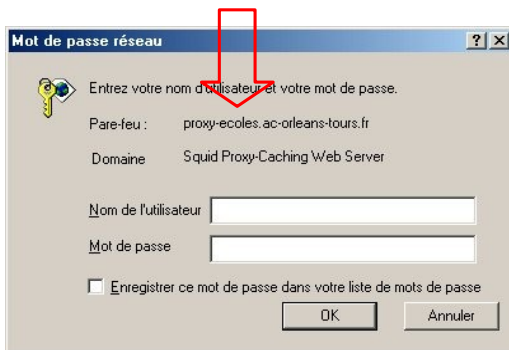 Mot de passe réseau
Entrez votre nom d'utilisateur et votre mot de passe.
Pare-feu : proxy-ecoles.ac-orleans-tours.fr
Domaine Squid Proxy-Caching Web Server
Nom de l'utilisateur
Mot de passe
Enregistrer ce mot de passe dans votre liste de mots de passe
OK Annuler